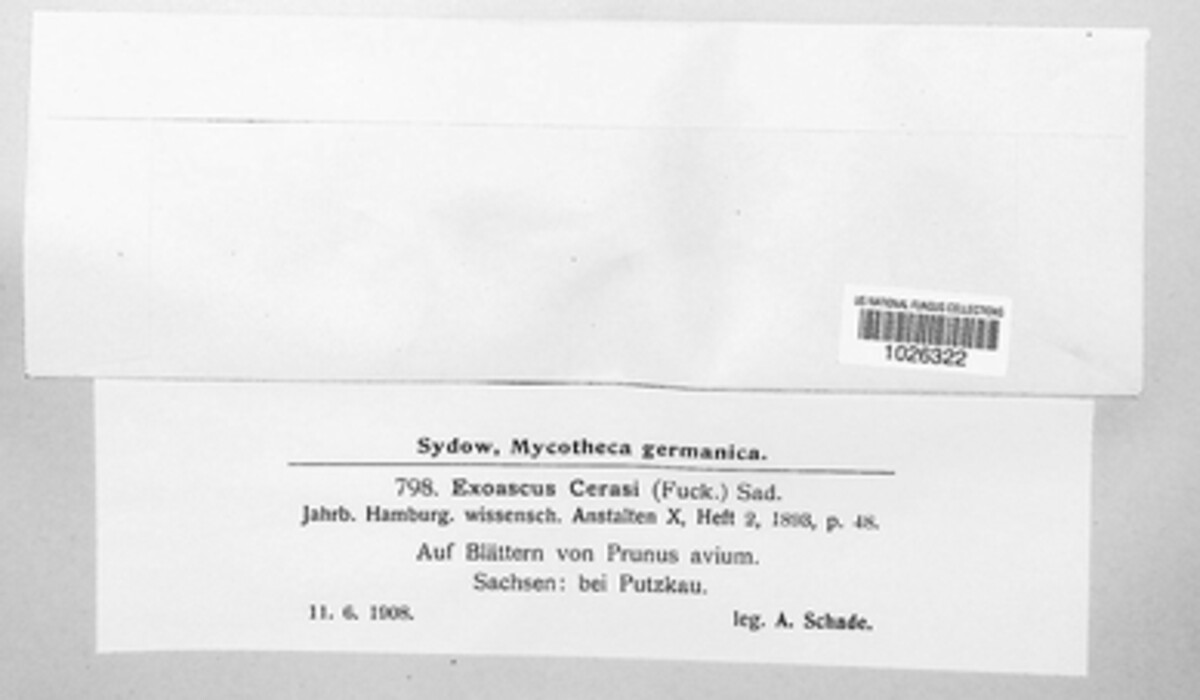 US NATIONAL FUNGUS COLLECTIONS
1026322
Sydow, Mycotheca germanica.
798. Exoascus Cerasi (Fuck.) Sad.
Jahrb. Hamburg. wissensch. Anstalten X, Heft 2, 1893, p. 48.
Auf Blättern von Prunus avium.
Sachsen: bei Putzkau.
11. 6. 1908.
leg. A. Schade.